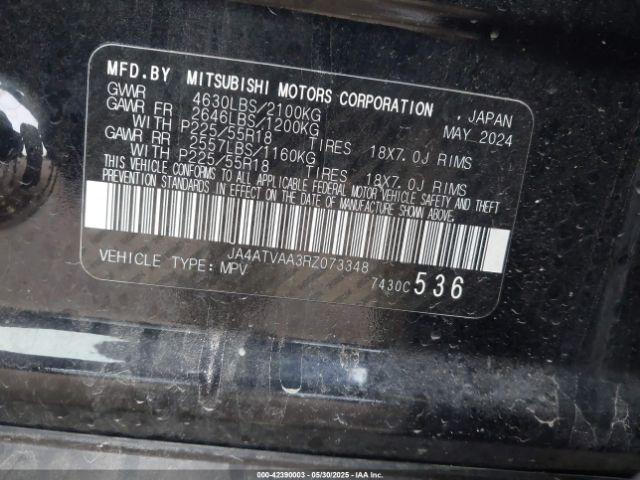 MFD.BY MITSUBISHI MOTORS CORPORATION , JAPAN
GVWR 4630LBS/2100KG MAY 2024
GAWR FR 2646LBS/1200KG
WITH P225/55R18 TIRES 18X7.0J RIMS
GAWR RR 2557LBS/1160KG
WITH P225/55R18 TIRES 18X7.0J RIMS
THIS VEHICLE CONFORMS TO ALL APPLICABLE FEDERAL MOTOR VEHICLE SAFETY AND THEFT
PREVENTION STANDARDS IN EFFECT ON THE DATE OF MANUFACTURE SHOWN ABOVE.
JA4ATVAA3RZ073348
VEHICLE TYPE: MPV
7430C 536
000-42390003 — 05/30/2025 — IAA Inc.